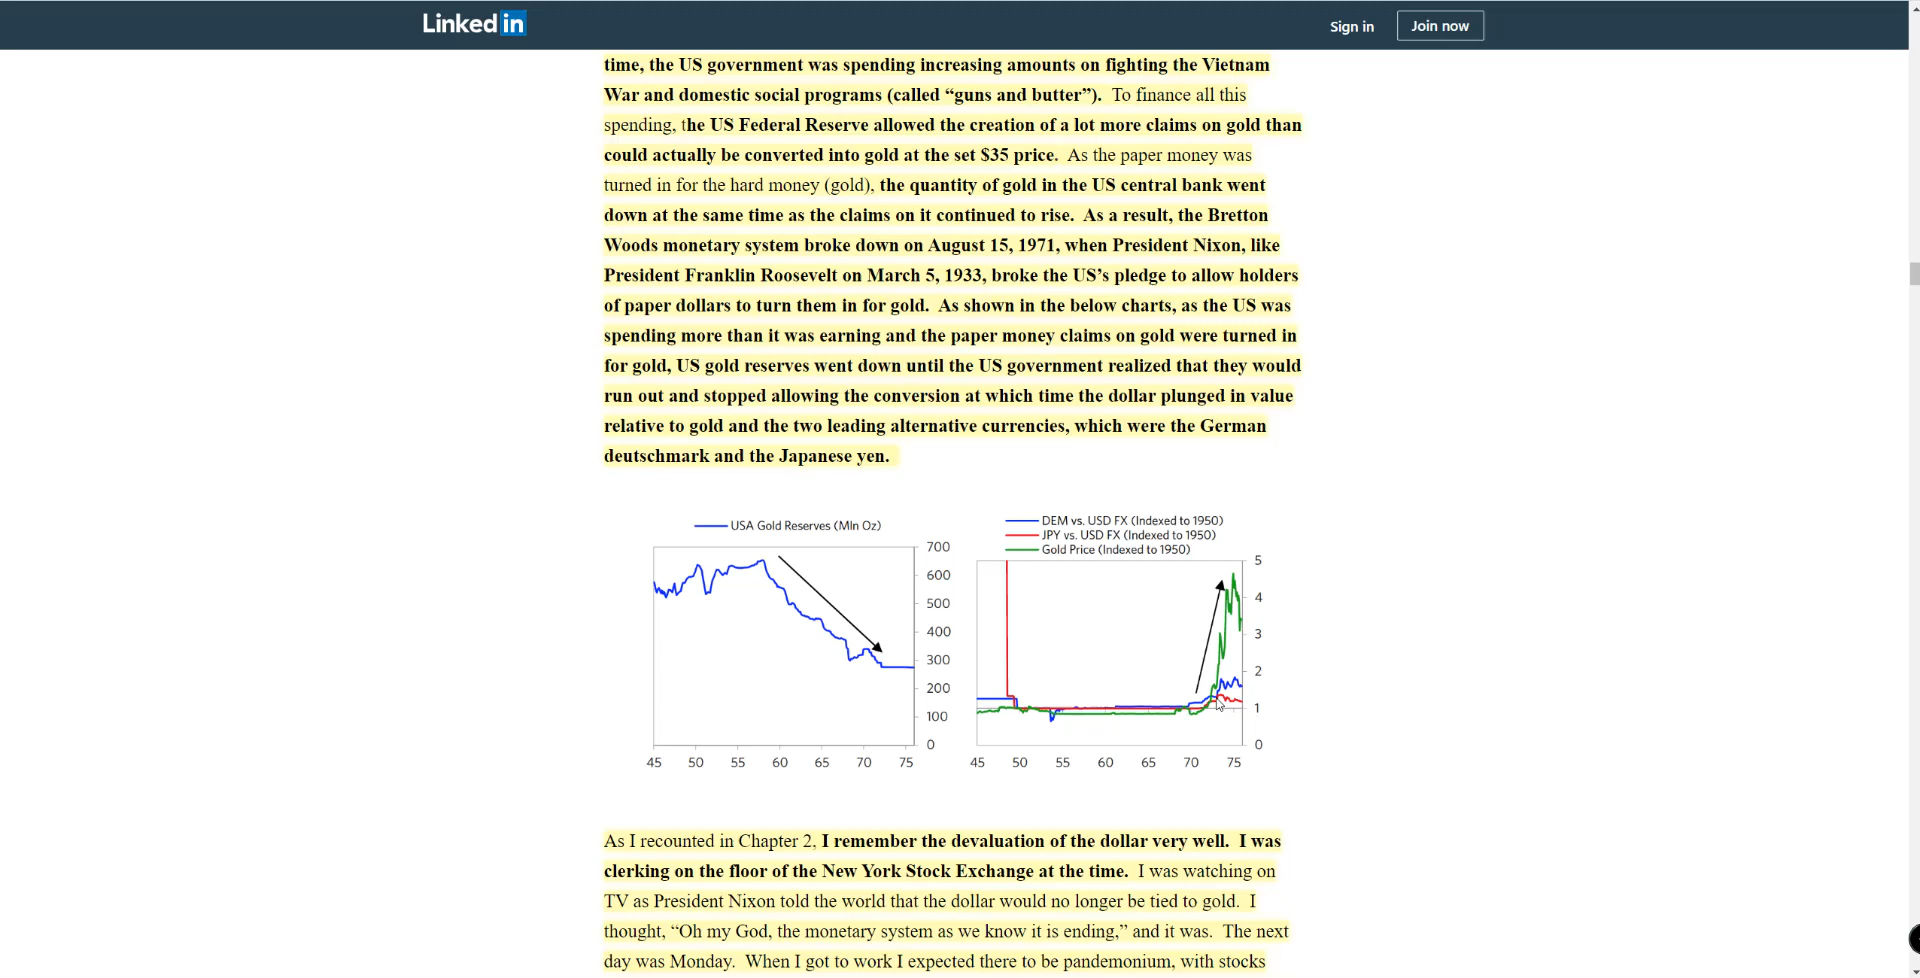 LinkedIn
Sign in
Join now
time, the US government was spending increasing amounts on fighting the Vietnam
War and domestic social programs (called “guns and butter”).  To finance all this
spending, the US Federal Reserve allowed the creation of a lot more claims on gold than
could actually be converted into gold at the set $35 price.  As the paper money was
turned in for the hard money (gold), the quantity of gold in the US central bank went
down at the same time as the claims on it continued to rise.  As a result, the Bretton
Woods monetary system broke down on August 15, 1971, when President Nixon, like
President Franklin Roosevelt on March 5, 1933, broke the US’s pledge to allow holders
of paper dollars to turn them in for gold.  As shown in the below charts, as the US was
spending more than it was earning and the paper money claims on gold were turned in
for gold, US gold reserves went down until the US government realized that they would
run out and stopped allowing the conversion at which time the dollar plunged in value
relative to gold and the two leading alternative currencies, which were the German
deutschmark and the Japanese yen.
USA Gold Reserves (Mln Oz)
700
600
500
400
300
200
100
0
45 50 55 60 65 70 75
DEM vs. USD FX (Indexed to 1950)
JPY vs. USD FX (Indexed to 1950)
Gold Price (Indexed to 1950)
5
4
3
2
1
0
45 50 55 60 65 70 75
As I recounted in Chapter 2, I remember the devaluation of the dollar very well.  I was
clerking on the floor of the New York Stock Exchange at the time.  I was watching on
TV as President Nixon told the world that the dollar would no longer be tied to gold.  I
thought, “Oh my God, the monetary system as we know it is ending,” and it was.  The next
day was Monday.  When I got to work I expected there to be pandemonium, with stocks